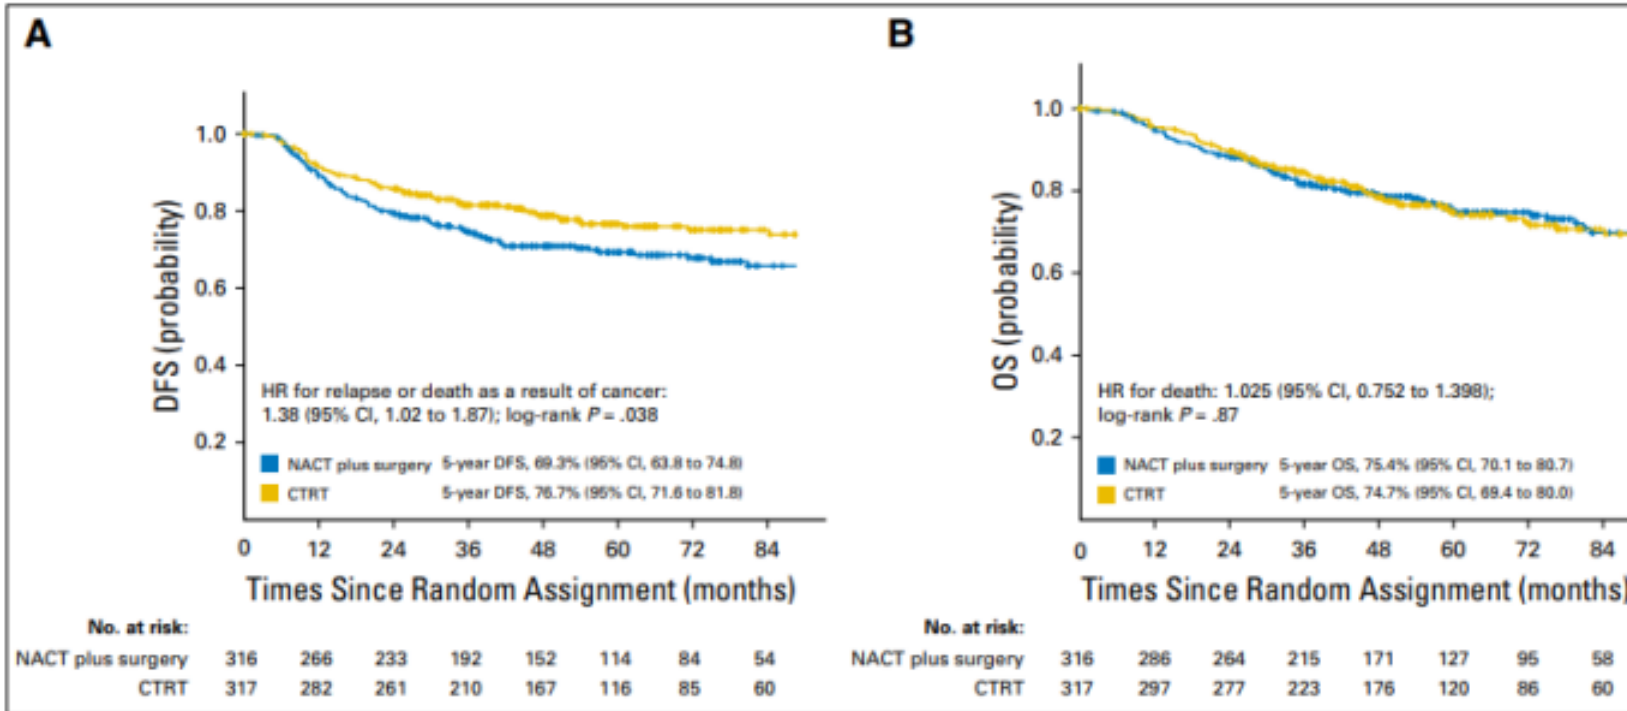 A
1.0
0.8
0.6
0.4
0.2
DFS (probability)
HR for relapse or death as a result of cancer:
1.38 (95% CI, 1.02 to 1.87); log-rank P = .038
NACT plus surgery 5-year DFS, 69.3% (95% CI, 63.8 to 74.8)
CTRT 5-year DFS, 76.7% (95% CI, 71.6 to 81.8)
0 12 24 36 48 60 72 84
Times Since Random Assignment (months)
No. at risk:
NACT plus surgery 316 266 233 192 152 114 84 54
CTRT 317 282 261 210 167 116 85 60
B
1.0
0.8
0.6
0.4
0.2
OS (probability)
HR for death: 1.025 (95% CI, 0.752 to 1.398);
log-rank P = .87
NACT plus surgery 5-year OS, 75.4% (95% CI, 70.1 to 80.7)
CTRT 5-year OS, 74.7% (95% CI, 69.4 to 80.0)
0 12 24 36 48 60 72 84
Times Since Random Assignment (months)
No. at risk:
NACT plus surgery 316 286 264 215 171 127 95 58
CTRT 317 297 277 223 176 120 86 60